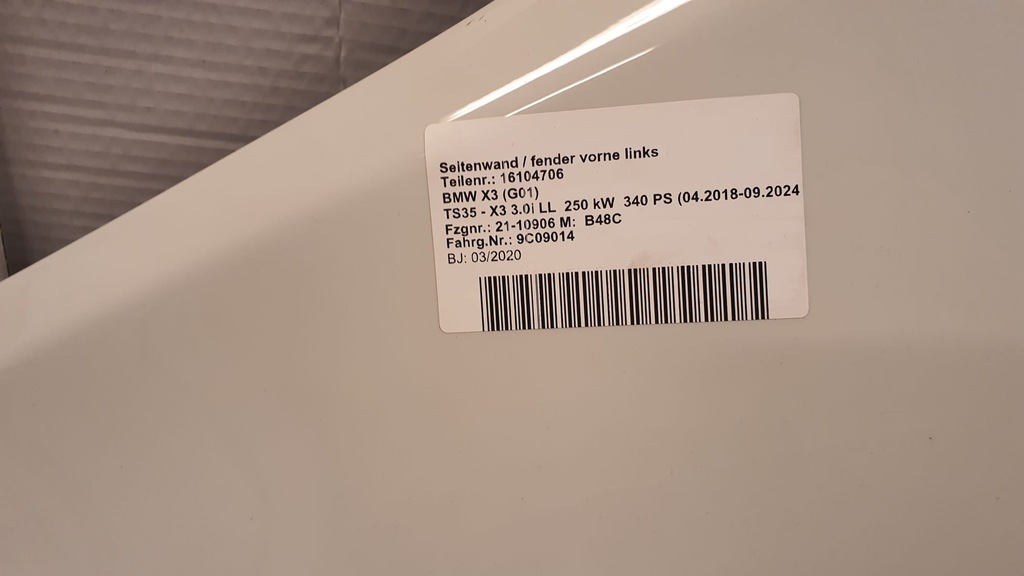 Seitenwand / fender vorne links
Teilenr.: 16104706
BMW X3 (G01)
TS35 - X3 3.0i LL 250 kW 340 PS (04.2018-09.2024
Fzgnr.: 21-10906 M: B48C
Fahrg.Nr.: 9C09014
BJ: 03/2020